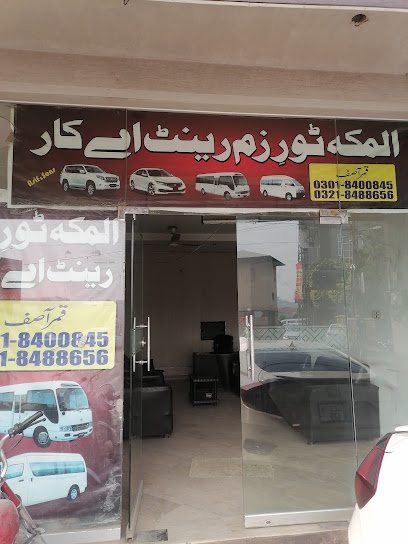 المکہ ٹورزم رینٹ اے کار
قمر آصف
0301-8400845
0321-8488656
المکہ ٹور
رینٹ اے
قمر آصف
1-8400845
1-8488656